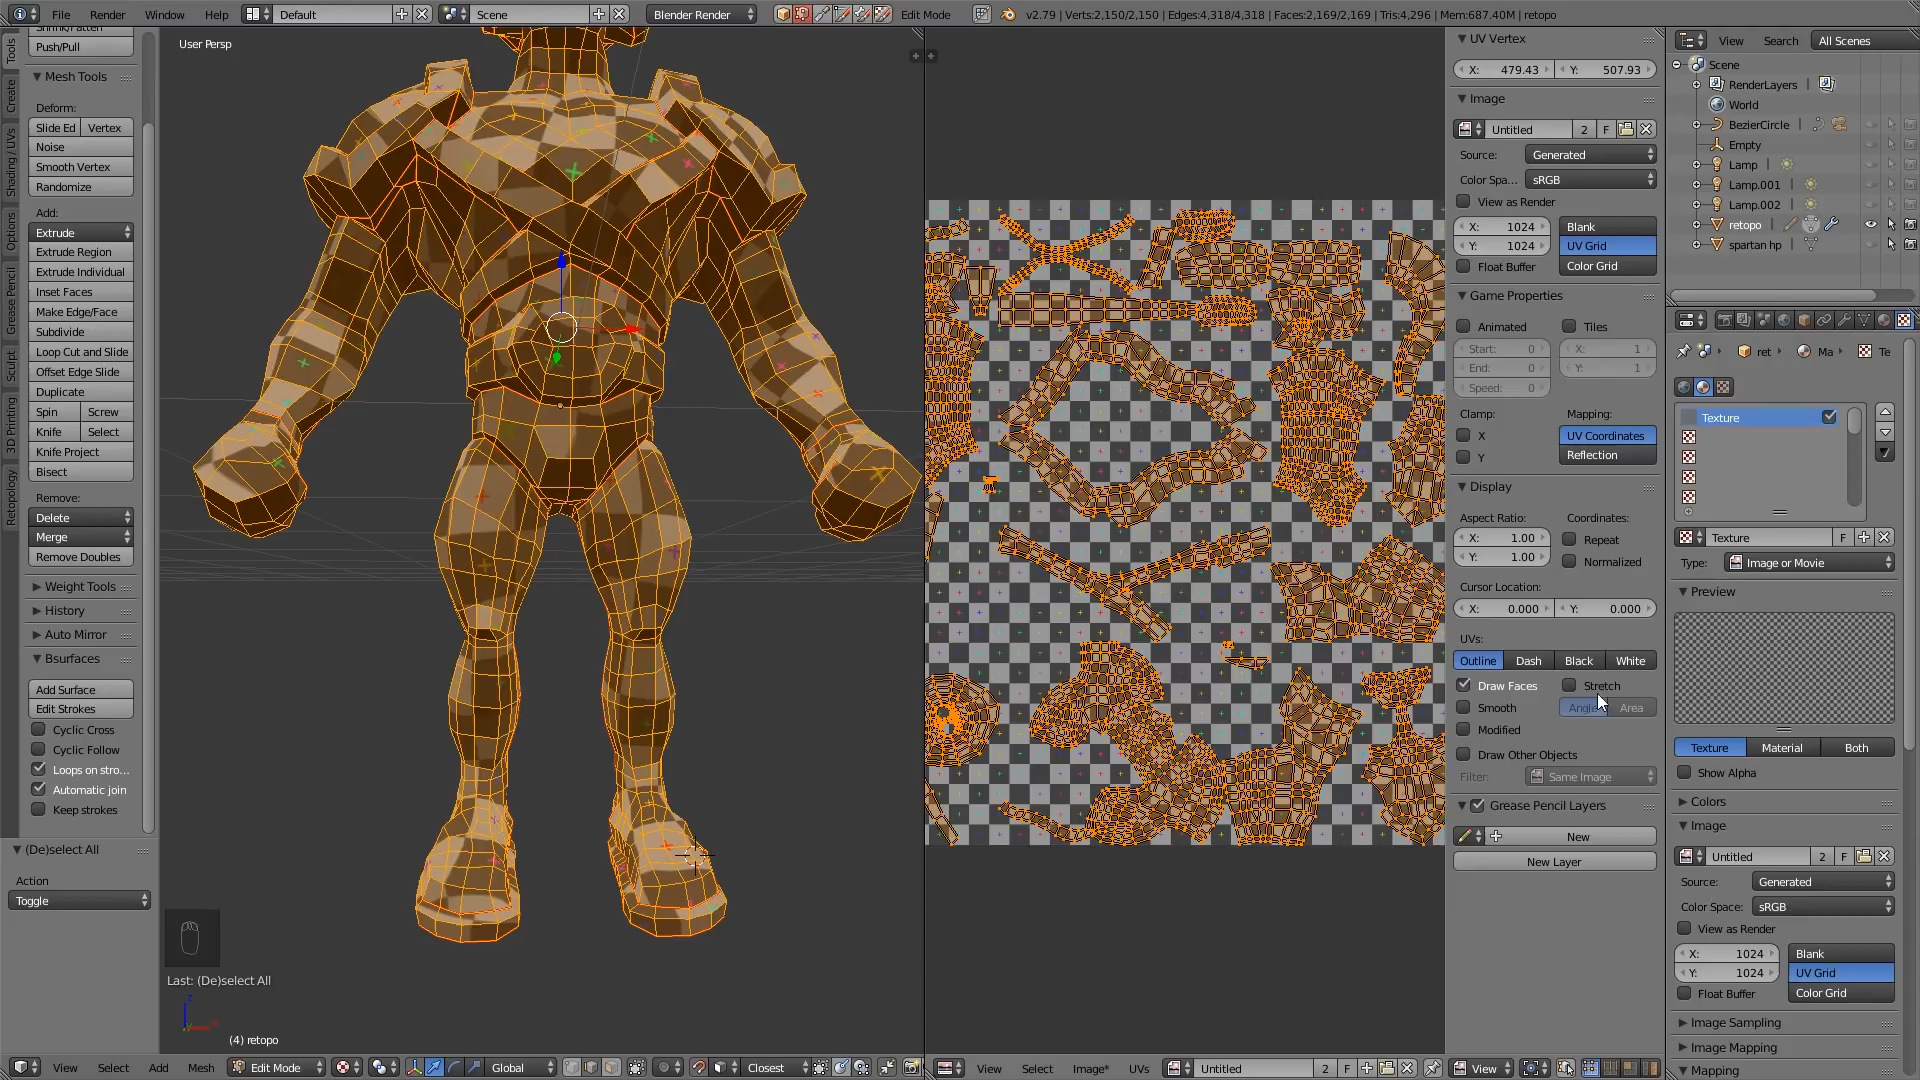 File Render Window Help Default Scene Blender Render Edit Mode v2.79 | Verts:2,150/2,150 | Edges:4,318/4,318 | Faces:2,169/2,169 | Tris:4,296 | Mem:687.40M | retopo
Tools
Create
Shading / UVs
Options
Grease Pencil
Sculpt
3D Printing
Retopology
Push/Pull
Mesh Tools
Deform:
Slide Ed Vertex
Noise
Smooth Vertex
Randomize
Add:
Extrude
Extrude Region
Extrude Individual
Inset Faces
Make Edge/Face
Subdivide
Loop Cut and Slide
Offset Edge Slide
Duplicate
Spin Screw
Knife Select
Knife Project
Bisect
Remove:
Delete
Merge
Remove Doubles
Weight Tools
History
Auto Mirror
Bsurfaces
Add Surface
Edit Strokes
Cyclic Cross
Cyclic Follow
Loops on stro...
Automatic join
Keep strokes
(De)select All
Action
Toggle
User Persp
Last: (De)select All
(4) retopo
View Select Add Mesh Edit Mode Global Closest
View Select Image* UVs Untitled 2 F View
UV Vertex
X: 479.43 Y: 507.93
Image
Untitled 2 F
Source: Generated
Color Spa... sRGB
View as Render
X: 1024 Blank
Y: 1024 UV Grid
Float Buffer Color Grid
Game Properties
Animated Tiles
Start: 0 X: 1
End: 0 Y: 1
Speed: 0
Clamp: Mapping:
X UV Coordinates
Y Reflection
Display
Aspect Ratio: Coordinates:
X: 1.00 Repeat
Y: 1.00 Normalized
Cursor Location:
X: 0.000 Y: 0.000
UVs:
Outline Dash Black White
Draw Faces Stretch
Smooth Angle Area
Modified
Draw Other Objects
Filter: Same Image
Grease Pencil Layers
New
New Layer
View Search All Scenes
Scene
RenderLayers
World
BezierCircle
Empty
Lamp
Lamp.001
Lamp.002
retopo
spartan hp
ret Ma Te
Texture
Texture F
Type: Image or Movie
Preview
Texture Material Both
Show Alpha
Colors
Image
Untitled 2 F
Source: Generated
Color Space: sRGB
View as Render
X: 1024 Blank
Y: 1024 UV Grid
Float Buffer Color Grid
Image Sampling
Image Mapping
Mapping